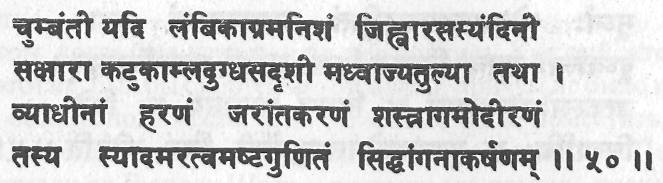 चम्बंती यदि लंबिकाग्रमनिशं जिह्वारसस्यंदिनी
सक्षारा कटुकाम्लदुग्धसदृशी मध्वाज्यतुल्या तथा ।
व्याधीनां हरणं जरांतकरणं शस्त्रागमोदीरणं
तस्य स्यादमरत्वमष्टगुणितं सिद्धांगनाकर्षणम् ॥ ५० ॥